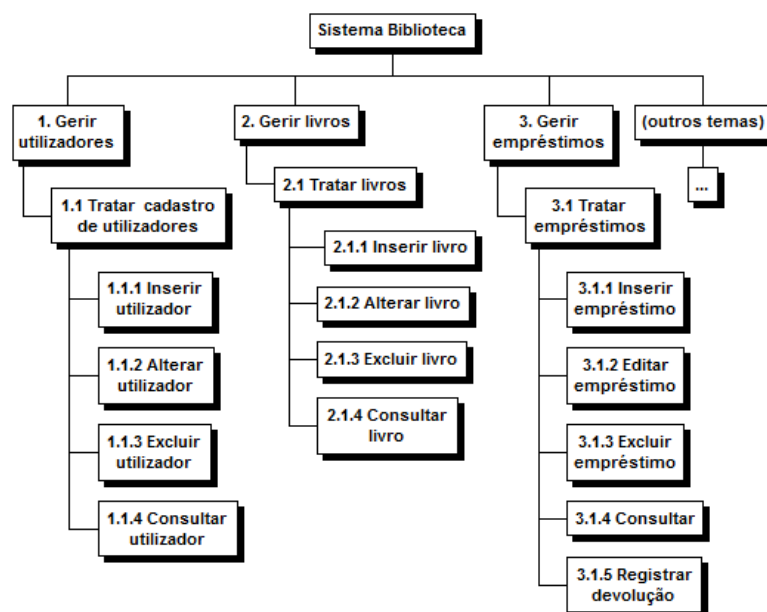 Sistema Biblioteca
1. Gerir
utilizadores
2. Gerir livros
3. Gerir
empréstimos
(outros temas)
...
1.1 Tratar cadastro
de utilizadores
2.1 Tratar livros
3.1 Tratar
empréstimos
1.1.1 Inserir
utilizador
1.1.2 Alterar
utilizador
1.1.3 Excluir
utilizador
1.1.4 Consultar
utilizador
2.1.1 Inserir livro
2.1.2 Alterar livro
2.1.3 Excluir livro
2.1.4 Consultar
livro
3.1.1 Inserir
empréstimo
3.1.2 Editar
empréstimo
3.1.3 Excluir
empréstimo
3.1.4 Consultar
3.1.5 Registrar
devolução